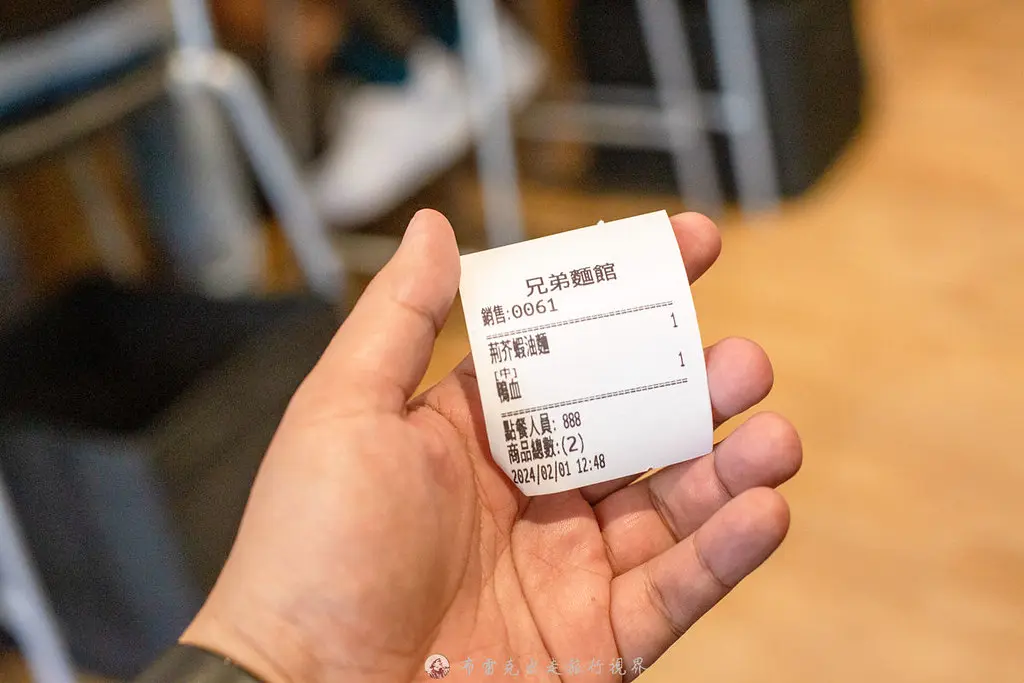 兄弟麵館
銷售:0061
荊芥蝦油麵 1
[中]
鴨血 1
點餐人員: 888
商品總數:(2)
2024/02/01 12:48
布雷克出走旅行視界